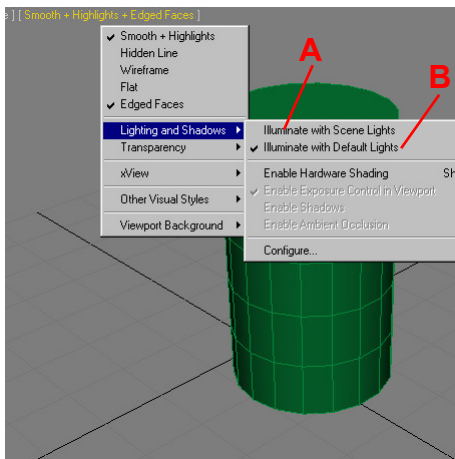 e ] [ Smooth + Highlights + Edged Faces ]
Smooth + Highlights
Hidden Line
Wireframe
Flat
Edged Faces
Lighting and Shadows
Transparency
xView
Other Visual Styles
Viewport Background
A
B
Illuminate with Scene Lights
Illuminate with Default Lights
Enable Hardware Shading Sh
Enable Exposure Control in Viewport
Enable Shadows
Enable Ambient Occlusion
Configure...